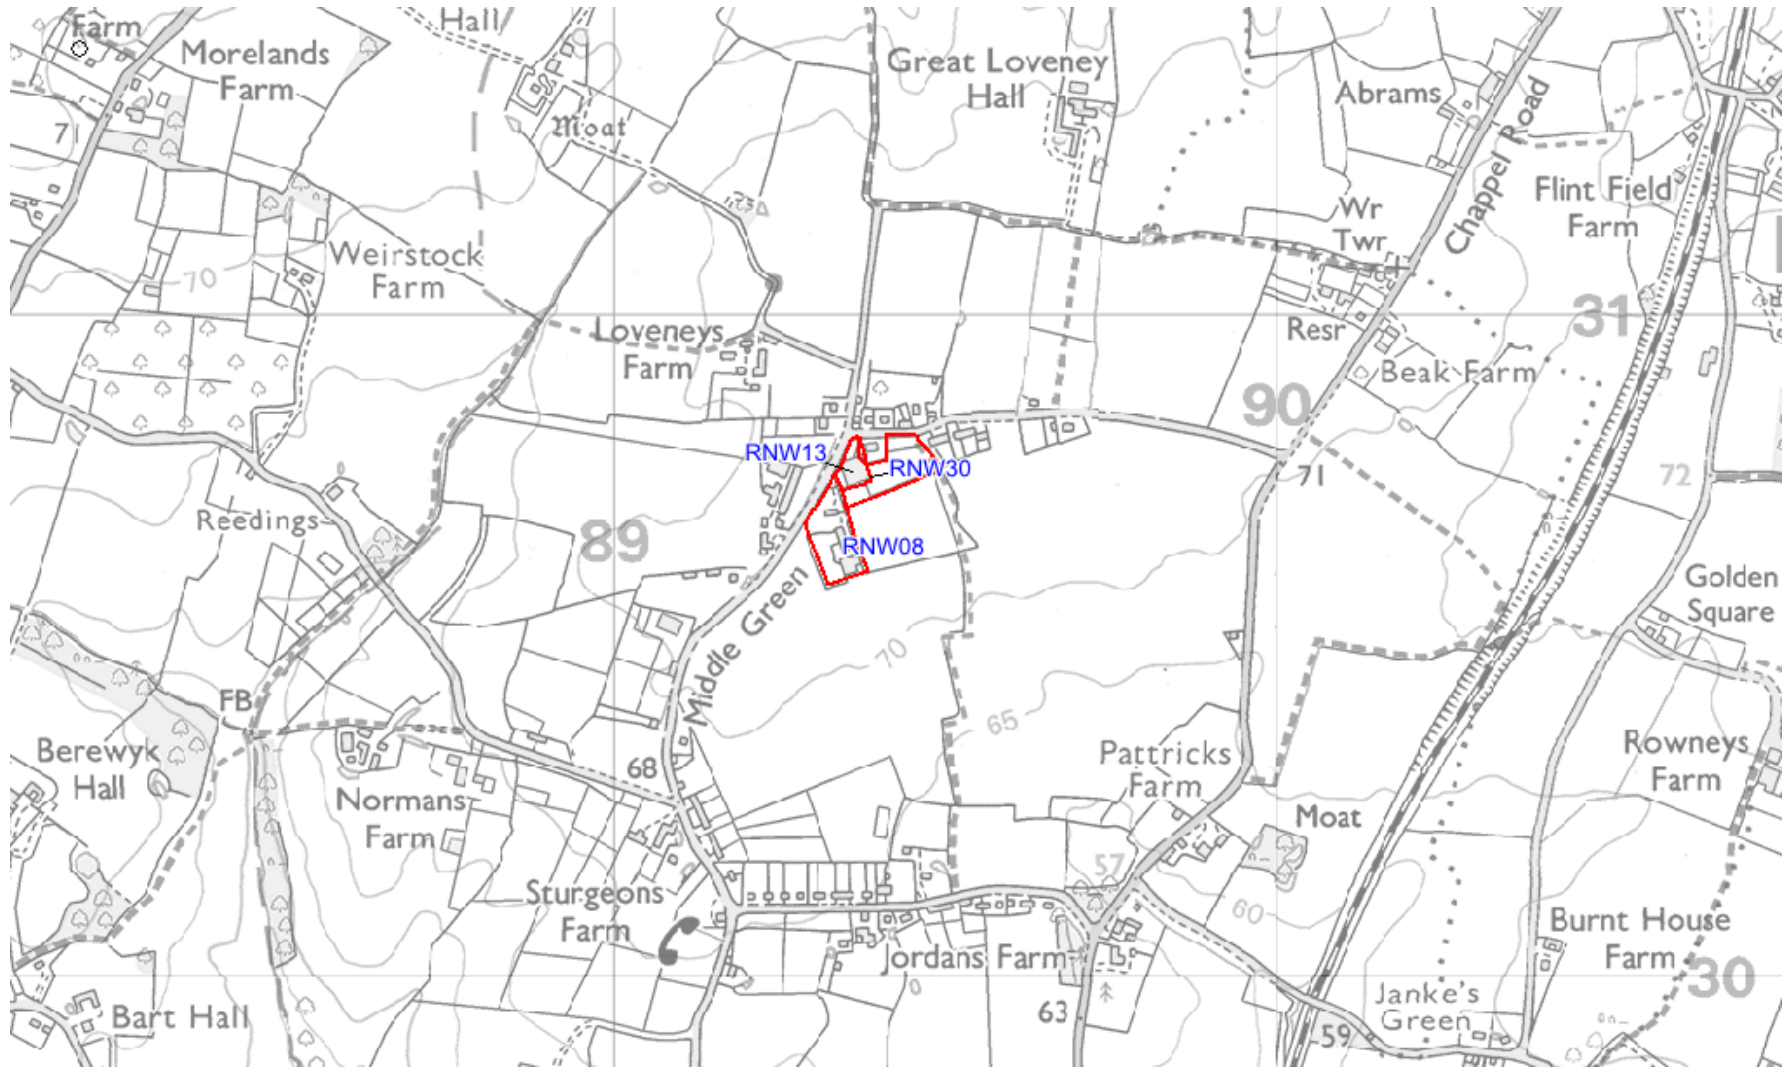 Farm
Hall
Morelands
Farm
Great Loveney
Hall
Abrams
Chappel Road
Moat
7
Flint Field
Farm
Wr
Twr
Weirstock
Farm
70
Loveneys
Farm
Resr
31
Beak Farm
90
RNW13
RNW30
71
72
Reedings
89
RNW08
Middle Green
Golden
Square
70
65
FB
Berewyk
Hall
68
Pattricks
Farm
Rowneys
Farm
Normans
Farm
Moat
57
Sturgeons
Farm
60
Burnt House
Farm
Jordans Farm
30
Bart Hall
63
Janke's
Green
59